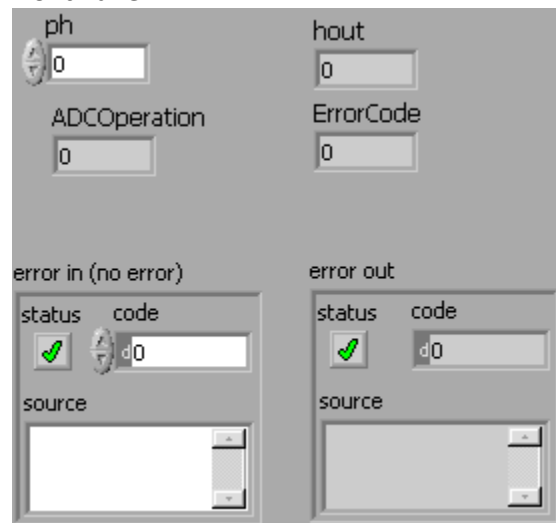 ph
0
hout
0
ADCOperation
0
ErrorCode
0
error in (no error)
status code
d0
source
error out
status code
d0
source